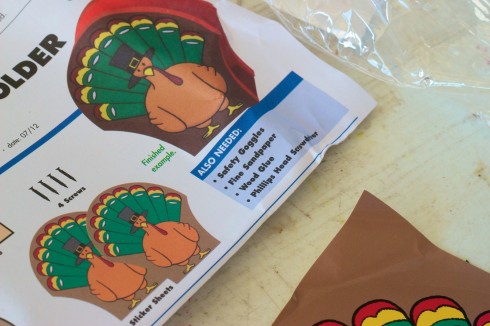 OLDER
- date: 07/12
Finished
example.
ALSO NEEDED:
• Safety Goggles
• Fine Sandpaper
• Wood Glue
• Phillips Head Screwdriver
6 Screws
Sticker Sheets